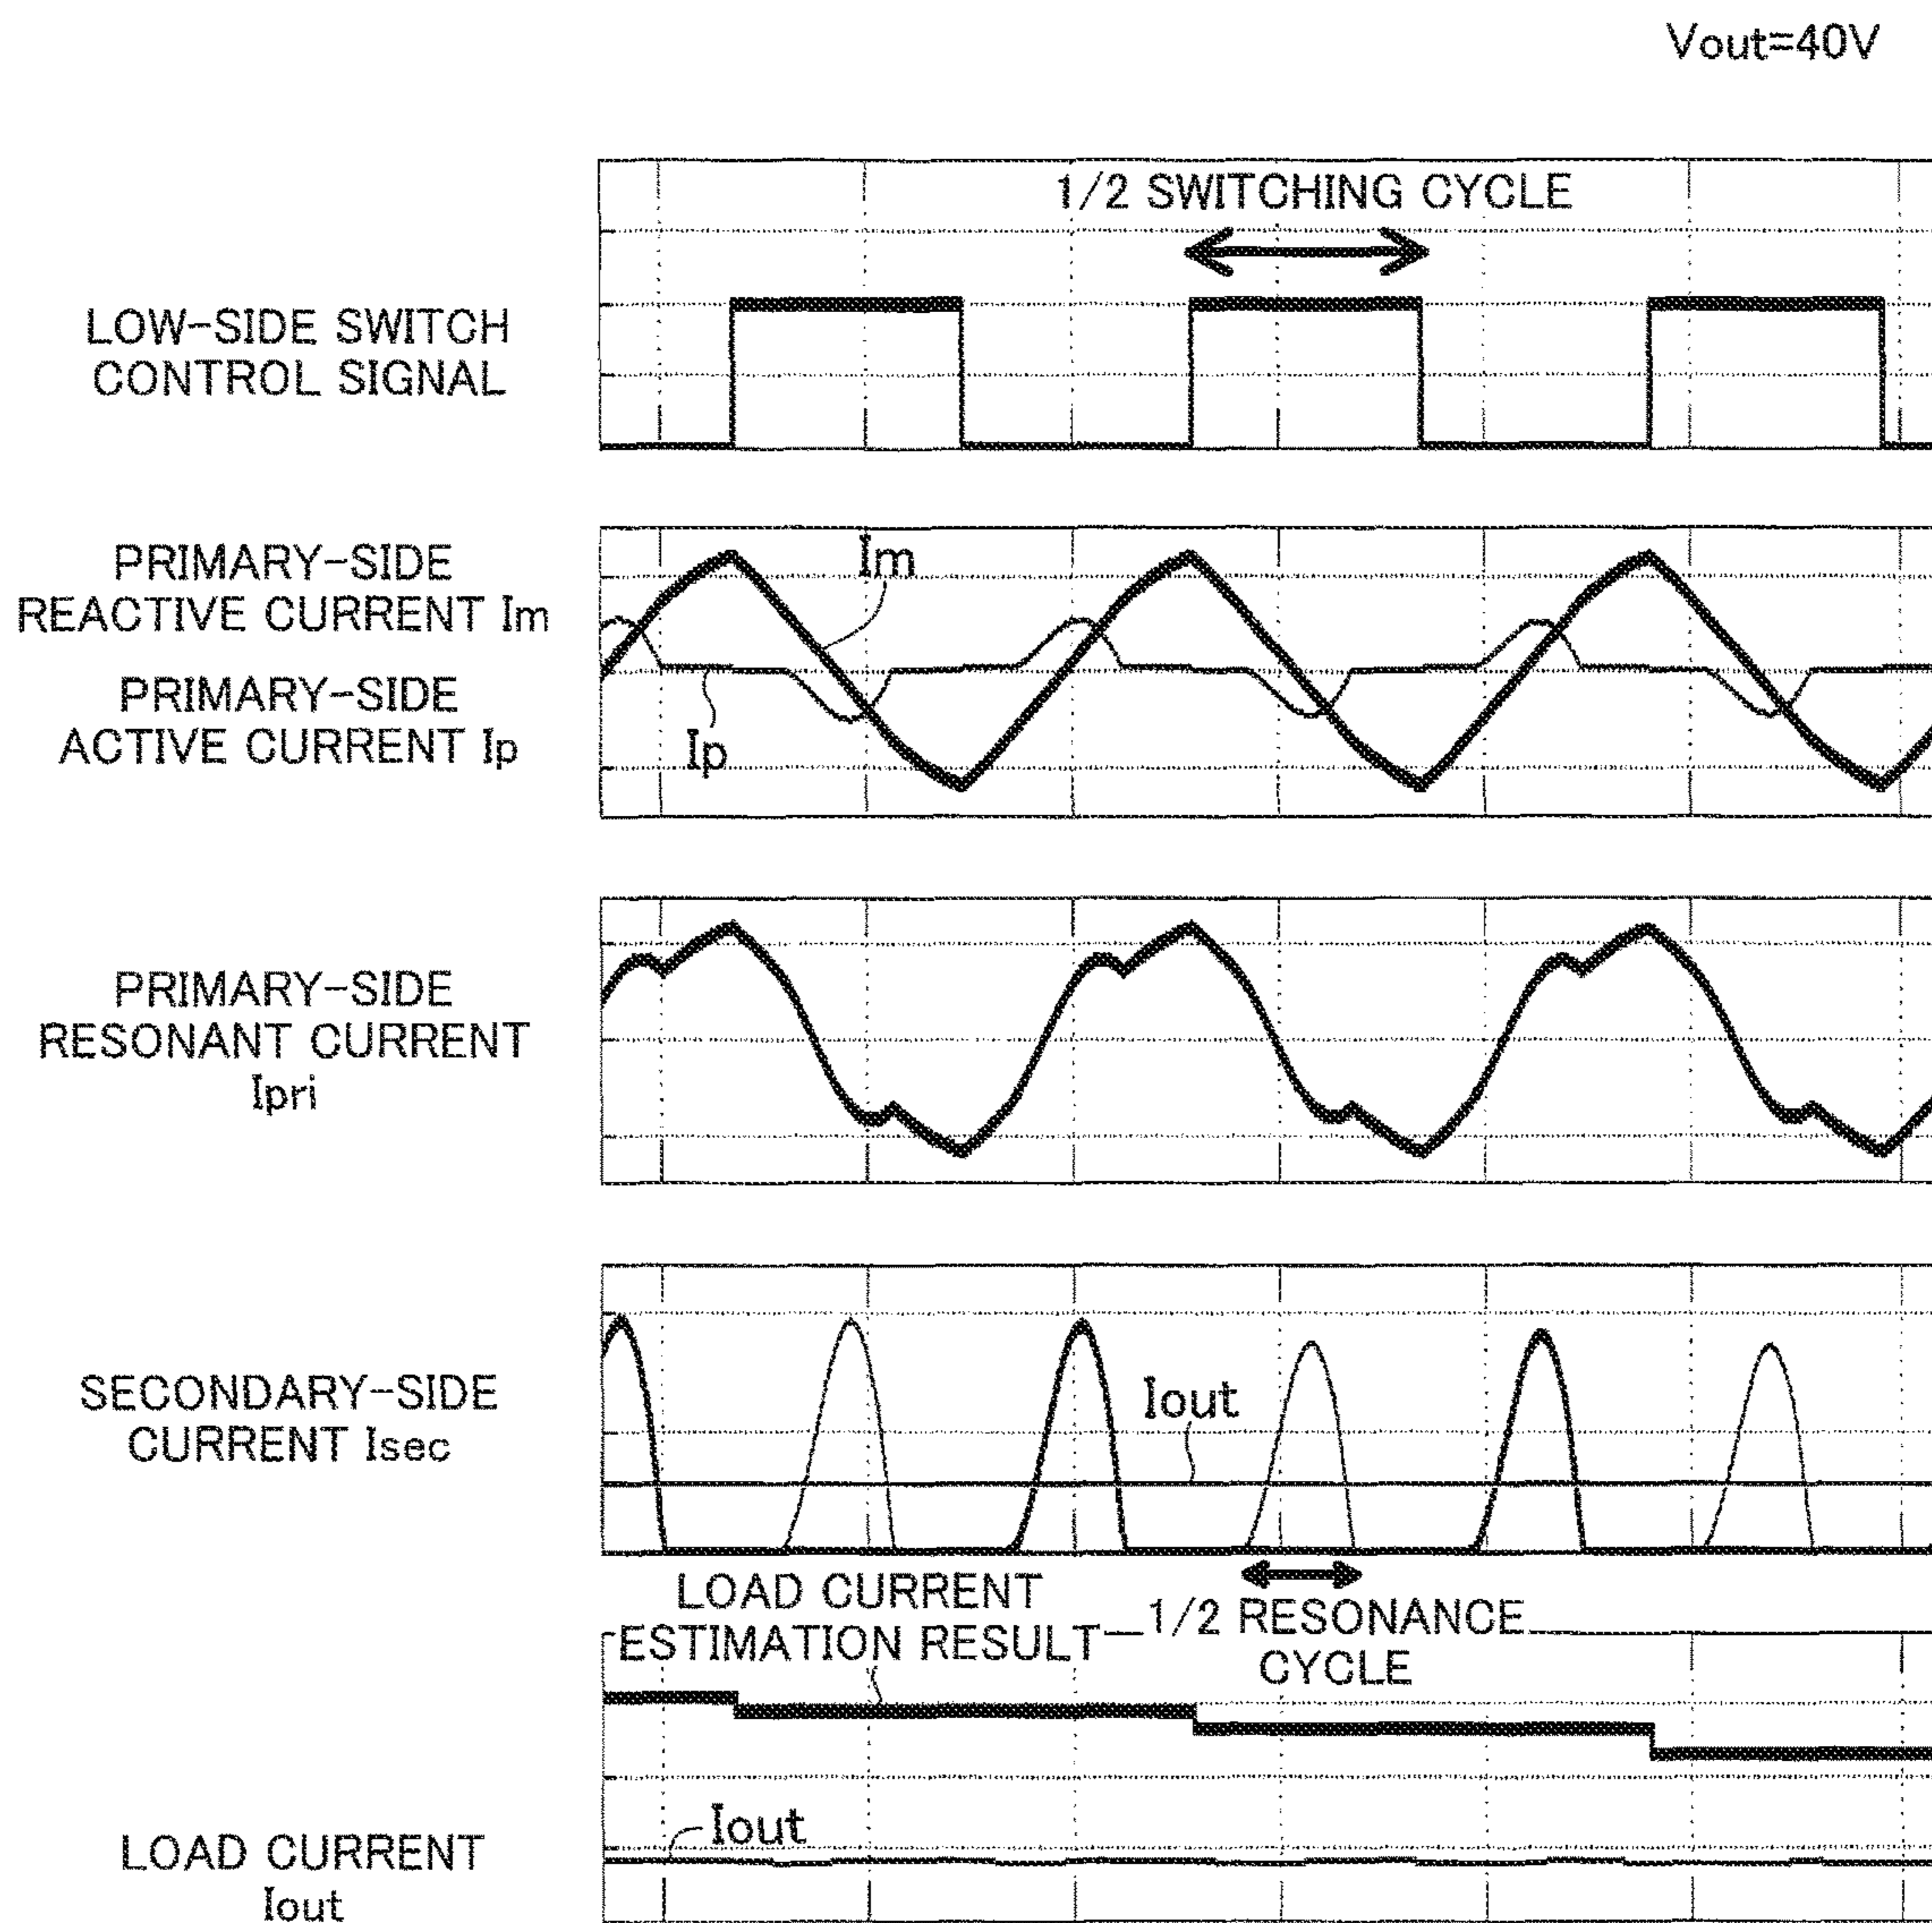 Vout=40V
1/2 SWITCHING CYCLE
LOW-SIDE SWITCH
CONTROL SIGNAL
PRIMARY-SIDE
REACTIVE CURRENT Im
PRIMARY-SIDE
ACTIVE CURRENT Ip
Im
Ip
PRIMARY-SIDE
RESONANT CURRENT
Ipri
SECONDARY-SIDE
CURRENT Isec
Iout
LOAD CURRENT
ESTIMATION RESULT
1/2 RESONANCE
CYCLE
Iout
LOAD CURRENT
Iout